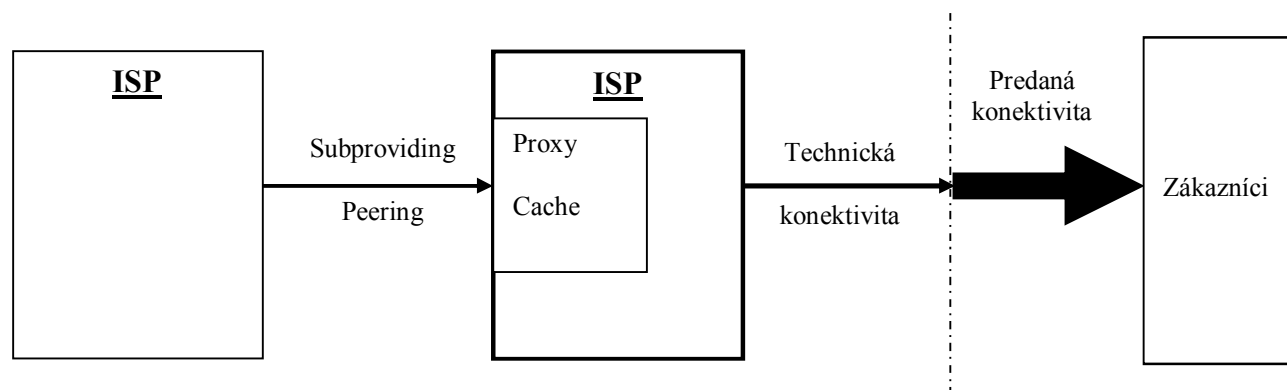 ISP
Subproviding
Peering
ISP
Proxy
Cache
Technická
konektivita
Predaná
konektivita
Zákazníci